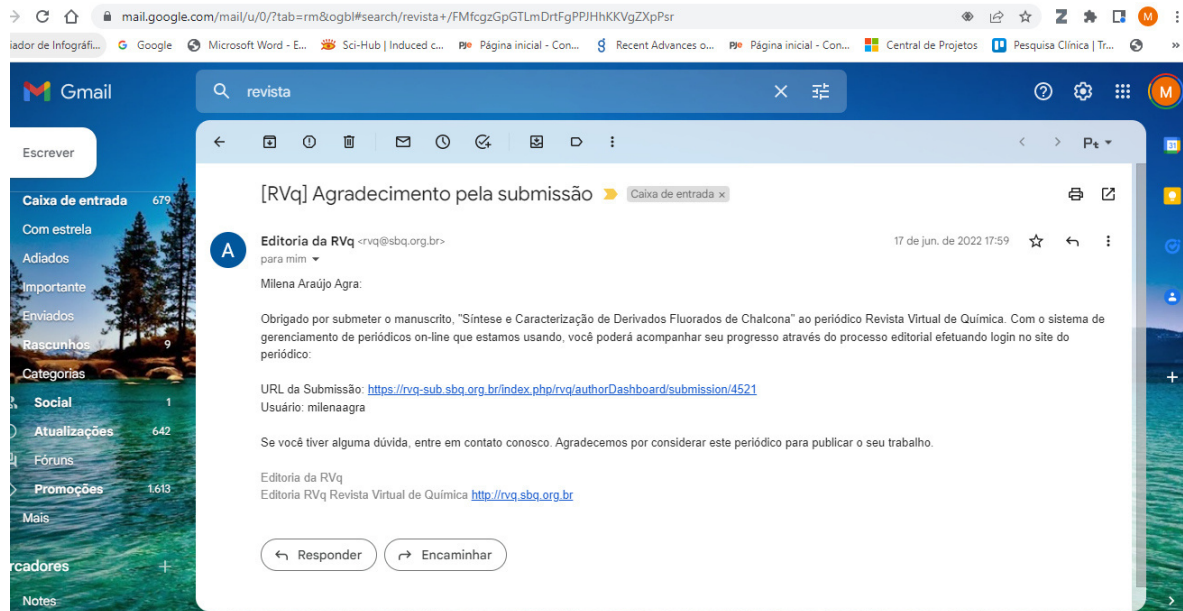 mail.google.com/mail/u/0/?tab=rm&ogbl#search/revista+/FMfcgzGpGTLmDrtFgPPJHhKKVgZXpPsr
iador de Infográfi... Google Microsoft Word - E... Sci-Hub | Induced c... Página inicial - Con... Recent Advances o... Página inicial - Con... Central de Projetos Pesquisa Clínica | Tr... »
Gmail
revista
M
Escrever
Caixa de entrada 679
Com estrela
Adiados
Importante
Enviados
Rascunhos 9
Categorias
Social 1
Atualizações 642
Fóruns
Promoções 1.613
Mais
rcadores
Notes
[RVq] Agradecimento pela submissão Caixa de entrada x
A
Editoria da RVq <rvq@sbq.org.br>
17 de jun. de 2022 17:59
para mim
Milena Araújo Agra:
Obrigado por submeter o manuscrito, "Síntese e Caracterização de Derivados Fluorados de Chalcona" ao periódico Revista Virtual de Química. Com o sistema de
gerenciamento de periódicos on-line que estamos usando, você poderá acompanhar seu progresso através do processo editorial efetuando login no site do
periódico:
URL da Submissão: https://rvq-sub.sbq.org.br/index.php/rvq/authorDashboard/submission/4521
Usuário: milenaagra
Se você tiver alguma dúvida, entre em contato conosco. Agradecemos por considerar este periódico para publicar o seu trabalho.
Editoria da RVq
Editoria RVq Revista Virtual de Química http://rvq.sbq.org.br
Responder
Encaminhar